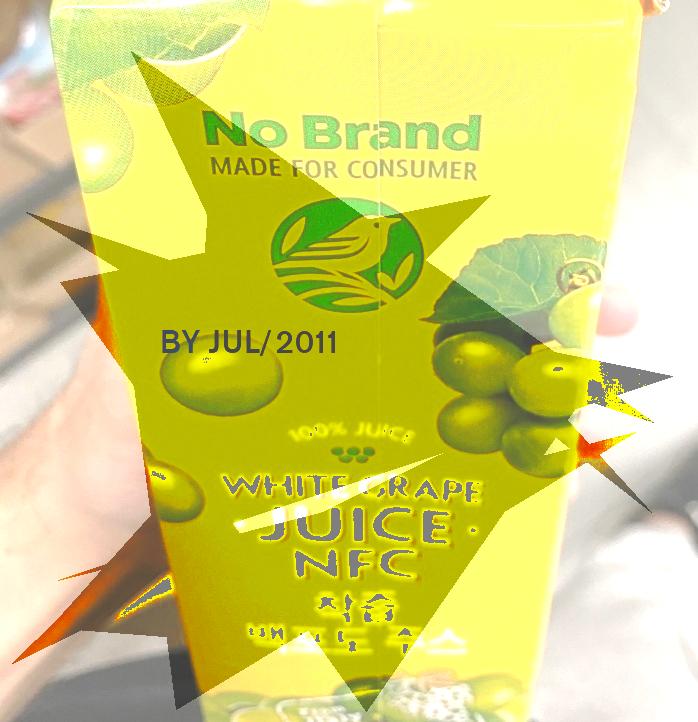 No Brand
MADE FOR CONSUMER
BY JUL/2011
100% JUICE
WHITE GRAPE
JUICE
NFC
착즙